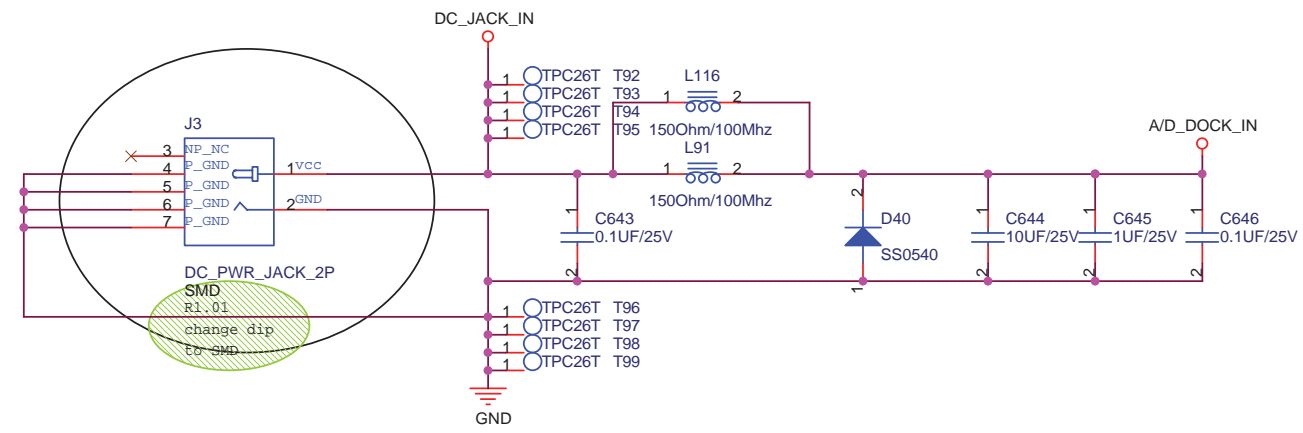 DC_JACK_IN
1 TPC26T T92
1 TPC26T T93
1 TPC26T T94
1 TPC26T T95
L116
1 2
150Ohm/100Mhz
L91
1 2
150Ohm/100Mhz
A/D_DOCK_IN
J3
3 NP_NC
4 P_GND
5 P_GND
6 P_GND
7 P_GND
1 VCC
2 GND
DC_PWR_JACK_2P
SMD
R1.01
change dip
to SMD
1
C643
0.1UF/25V
2
2
D40
SS0540
1
1
C644
10UF/25V
2
1
C645
1UF/25V
2
1
C646
0.1UF/25V
2
1 TPC26T T96
1 TPC26T T97
1 TPC26T T98
1 TPC26T T99
GND